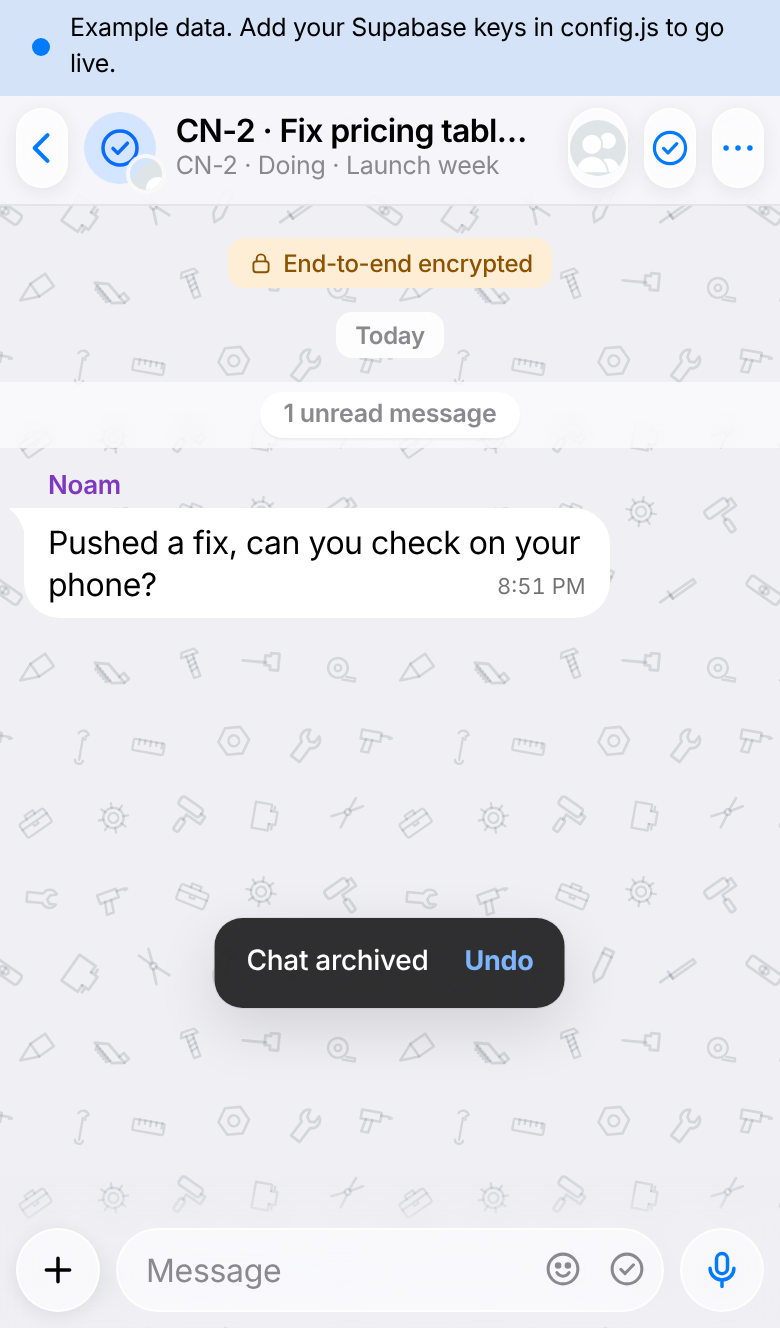 Example data. Add your Supabase keys in config.js to go
live.
CN-2 · Fix pricing tabl...
CN-2 · Doing · Launch week
End-to-end encrypted
Today
1 unread message
Noam
Pushed a fix, can you check on your
phone?
8:51 PM
Chat archived Undo
Message